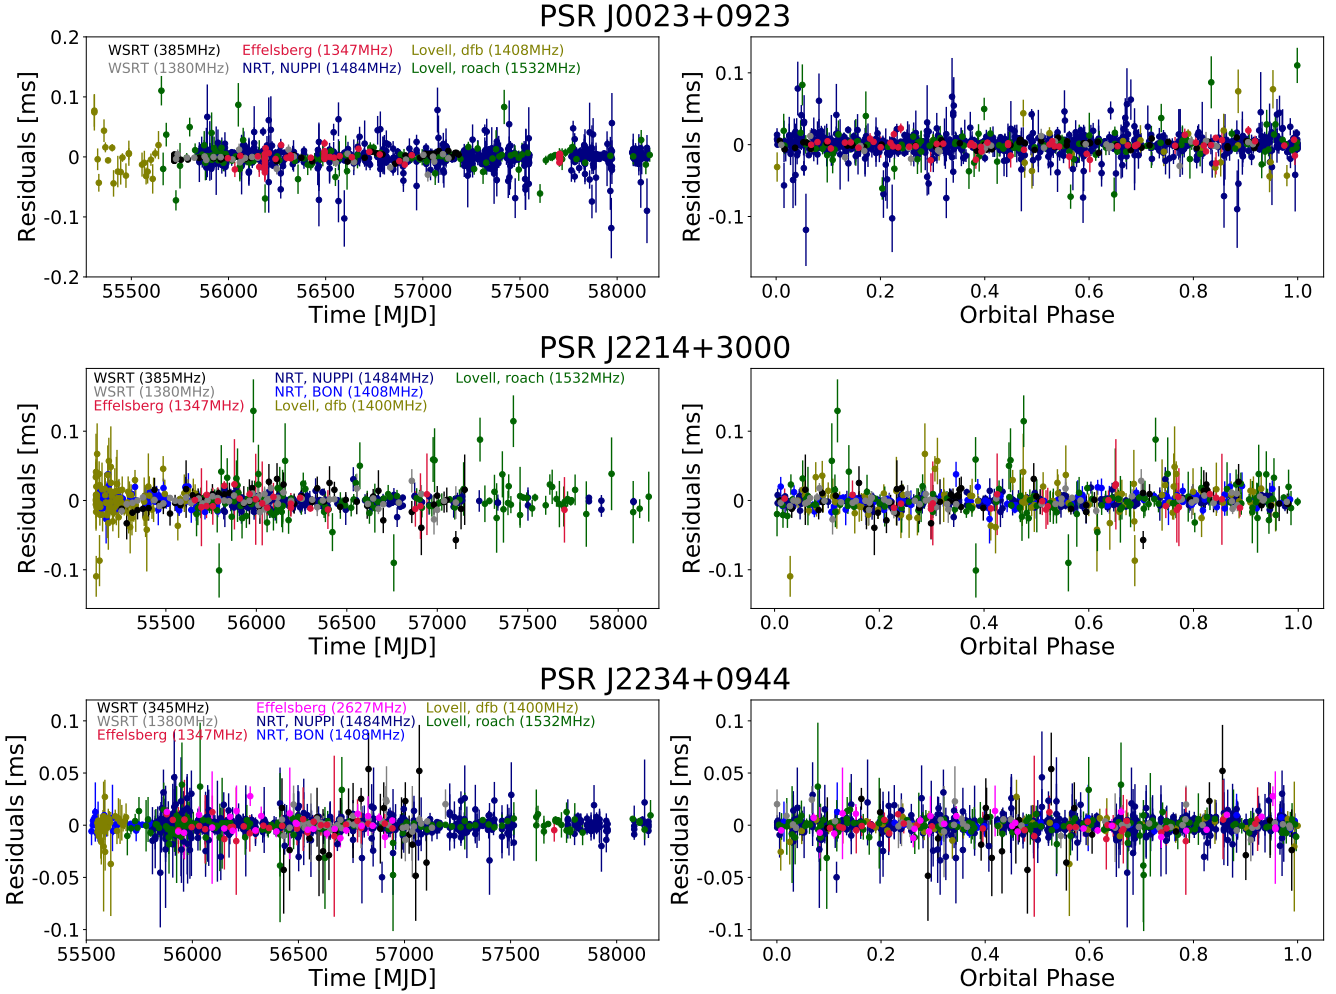 PSR J0023+0923
WSRT (385MHz) Effelsberg (1347MHz) Lovell, dfb (1408MHz)
WSRT (1380MHz) NRT, NUPPI (1484MHz) Lovell, roach (1532MHz)
Residuals [ms]
0.2
0.1
0
-0.1
-0.2
55500 56000 56500 57000 57500 58000
Time [MJD]
Residuals [ms]
0.1
0
-0.1
0.0 0.2 0.4 0.6 0.8 1.0
Orbital Phase
PSR J2214+3000
WSRT (385MHz) NRT, NUPPI (1484MHz) Lovell, roach (1532MHz)
WSRT (1380MHz) NRT, BON (1408MHz)
Effelsberg (1347MHz) Lovell, dfb (1400MHz)
Residuals [ms]
0.1
0
-0.1
55500 56000 56500 57000 57500 58000
Time [MJD]
Residuals [ms]
0.1
0
-0.1
0.0 0.2 0.4 0.6 0.8 1.0
Orbital Phase
PSR J2234+0944
WSRT (345MHz) Effelsberg (2627MHz) Lovell, dfb (1400MHz)
WSRT (1380MHz) NRT, NUPPI (1484MHz) Lovell, roach (1532MHz)
Effelsberg (1347MHz) NRT, BON (1408MHz)
Residuals [ms]
0.1
0.05
0
-0.05
-0.1
55500 56000 56500 57000 57500 58000
Time [MJD]
Residuals [ms]
0.1
0.05
0
-0.05
-0.1
0.0 0.2 0.4 0.6 0.8 1.0
Orbital Phase